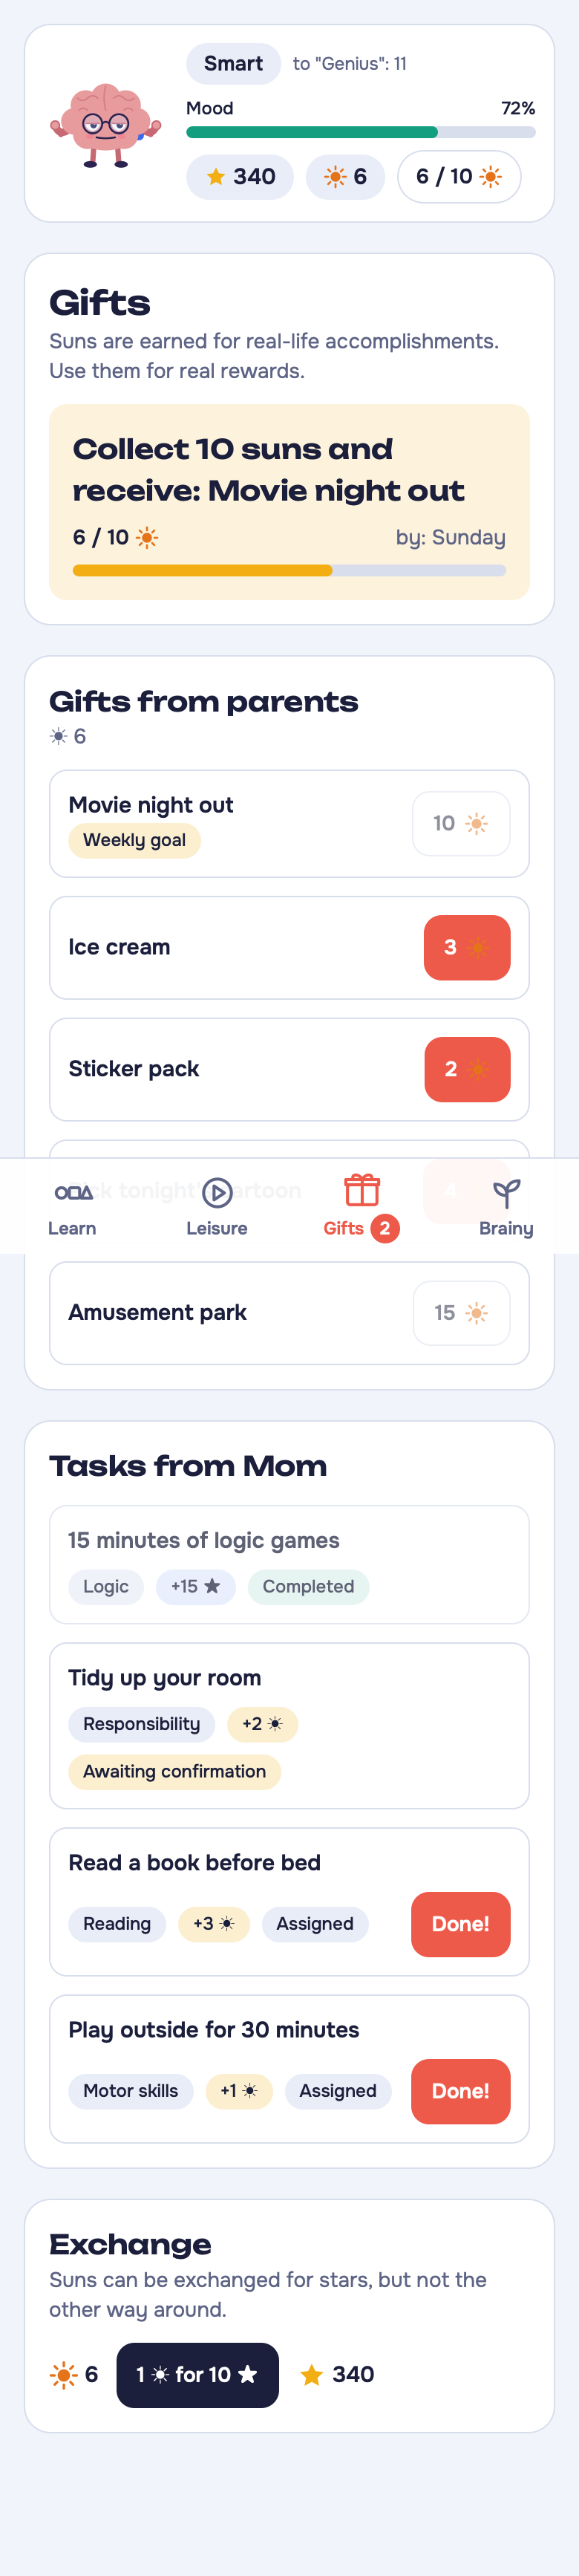 Smart
to "Genius": 11
Mood
72%
340
6
6 / 10
Gifts
Suns are earned for real-life accomplishments.
Use them for real rewards.
Collect 10 suns and
receive: Movie night out
6 / 10
by: Sunday
Gifts from parents
☀ 6
Movie night out
Weekly goal
10
Ice cream
3
Sticker pack
2
tonight's cartoon
4
Learn
Leisure
Gifts 2
Brainy
Amusement park
15
Tasks from Mom
15 minutes of logic games
Logic
+15 ★
Completed
Tidy up your room
Responsibility
+2 ☀
Awaiting confirmation
Read a book before bed
Reading
+3 ☀
Assigned
Done!
Play outside for 30 minutes
Motor skills
+1 ☀
Assigned
Done!
Exchange
Suns can be exchanged for stars, but not the
other way around.
6
1 ☀ for 10 ★
340